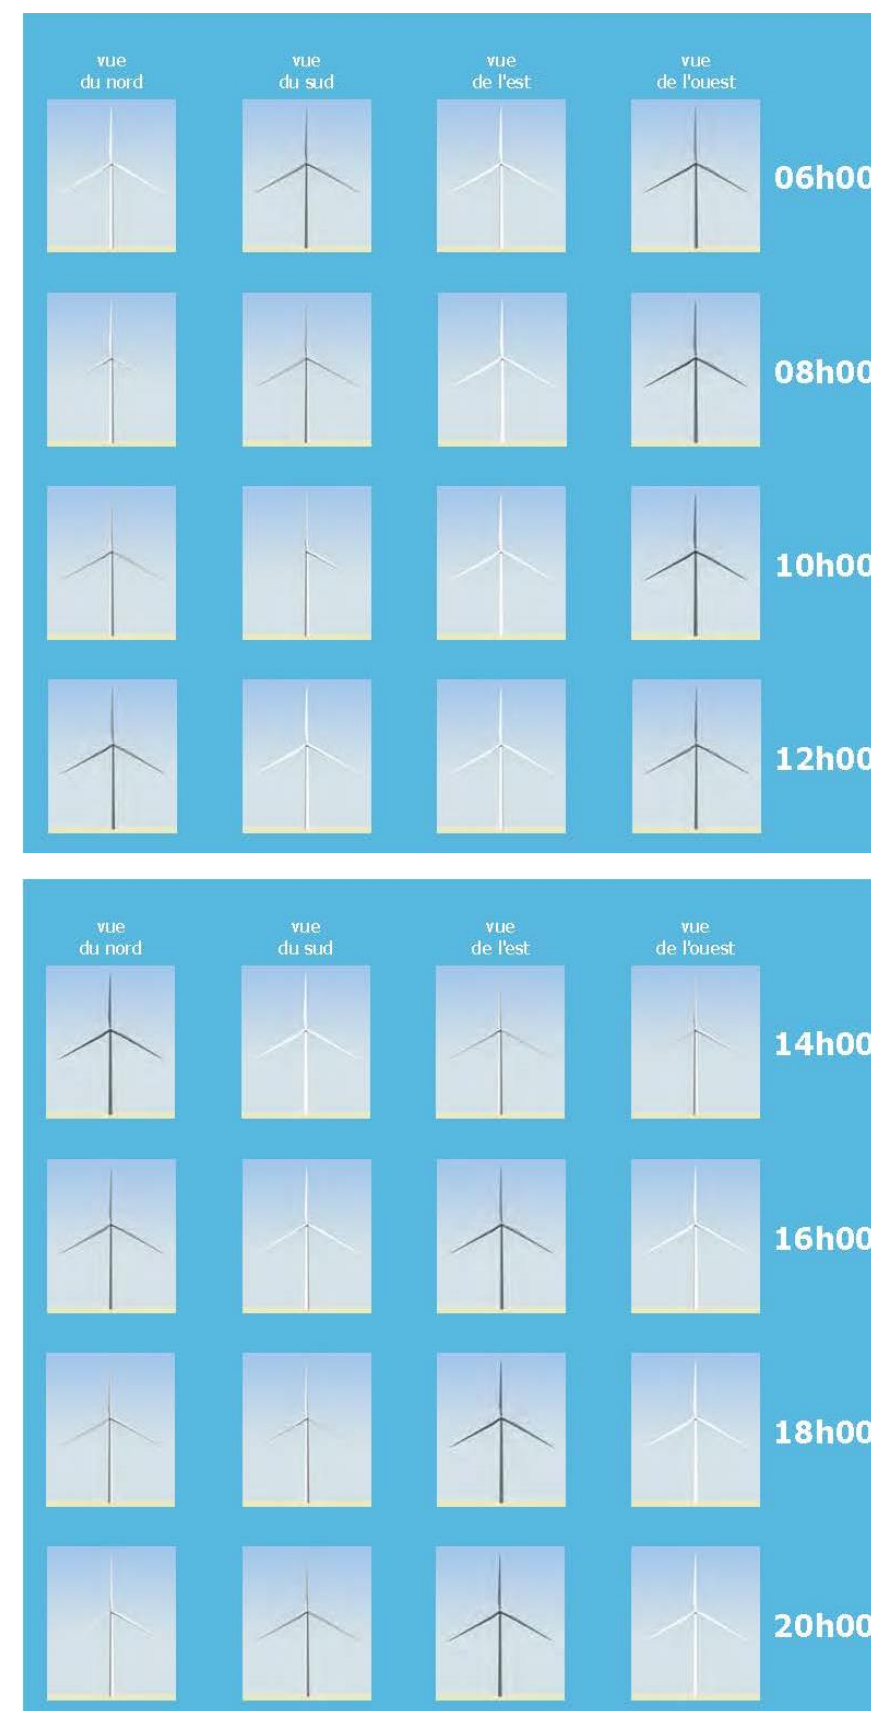 vue
du nord
vue
du sud
vue
de l'est
vue
de l'ouest
06h00
08h00
10h00
12h00
vue
du nord
vue
du sud
vue
de l'est
vue
de l'ouest
14h00
16h00
18h00
20h00